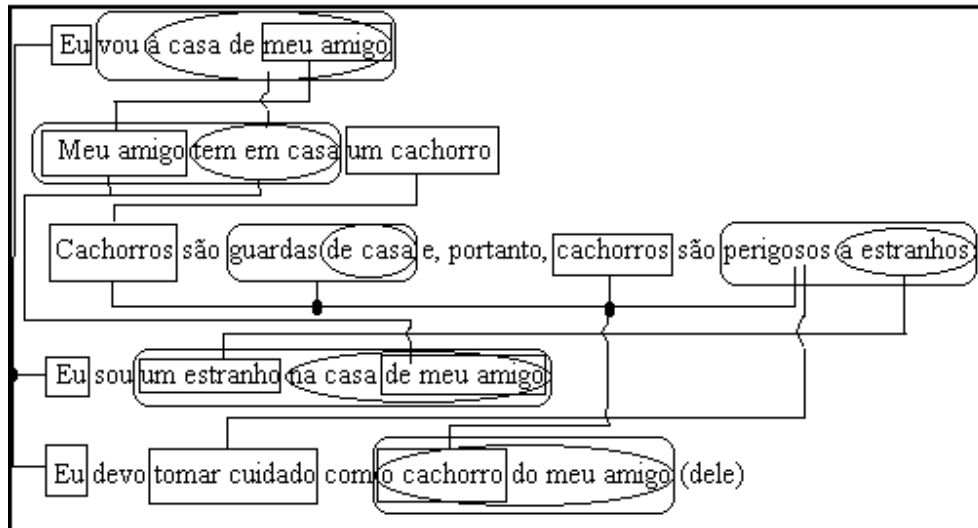 Eu vou à casa de meu amigo
Meu amigo tem em casa um cachorro
Cachorros são guardas de casa e, portanto, cachorros são perigosos a estranhos
Eu sou um estranho na casa de meu amigo
Eu devo tomar cuidado com o cachorro do meu amigo (dele)